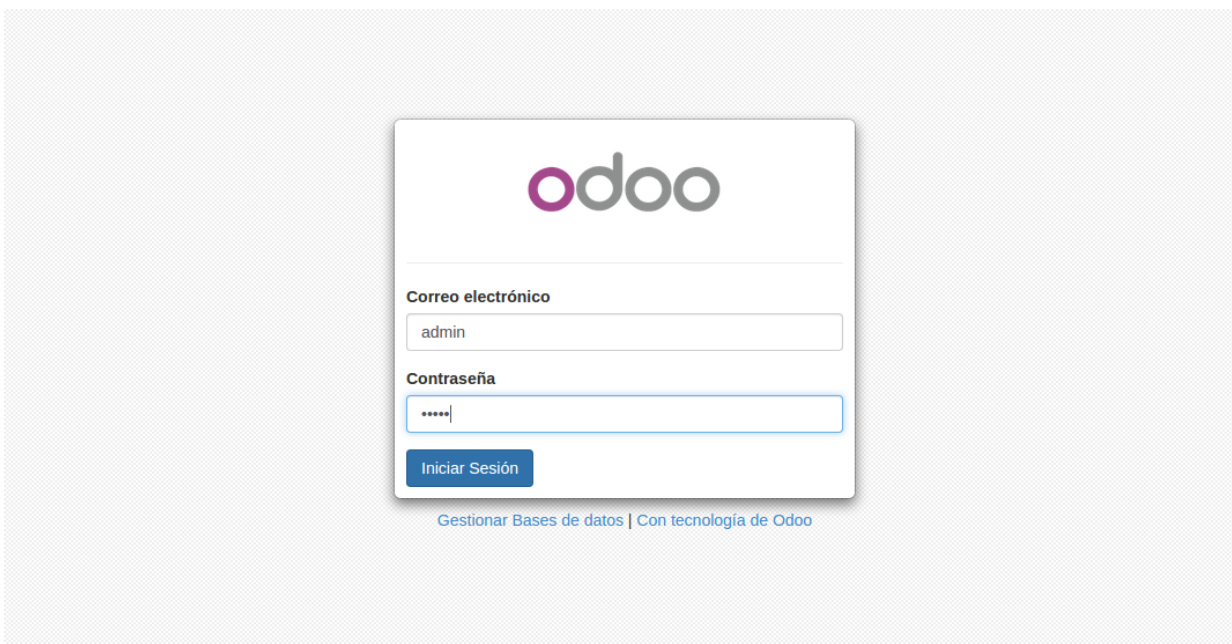 odoo
Correo electrónico
admin
Contraseña
•••••
Iniciar Sesión
Gestionar Bases de datos | Con tecnología de Odoo